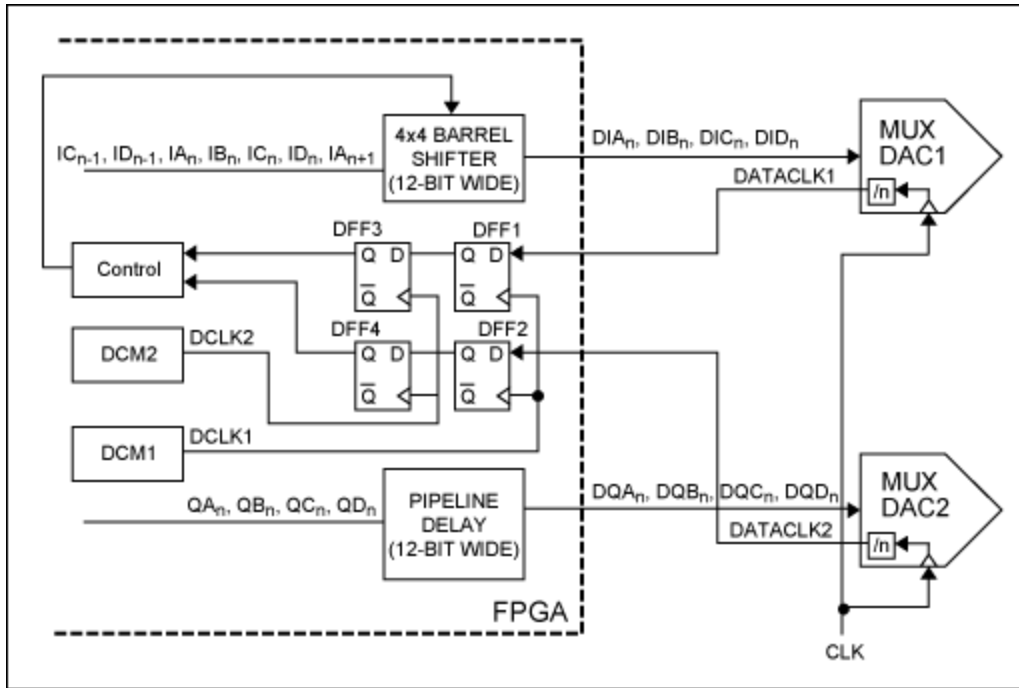 4x4 BARREL
SHIFTER
(12-BIT WIDE)
ICn-1, IDn-1, IAn, IBn, ICn, IDn, IAn+1
DIAn, DIBn, DICn, DIDn
MUX
DAC1
/n
DATACLK1
DFF3
DFF1
Q D
Q̅
Q D
Q̅
Control
DFF4
DFF2
Q D
Q̅
Q D
Q̅
DCM2
DCLK2
DCM1
DCLK1
QAn, QBn, QCn, QDn
PIPELINE
DELAY
(12-BIT WIDE)
DQAn, DQBn, DQCn, DQDn
MUX
DAC2
/n
DATACLK2
FPGA
CLK